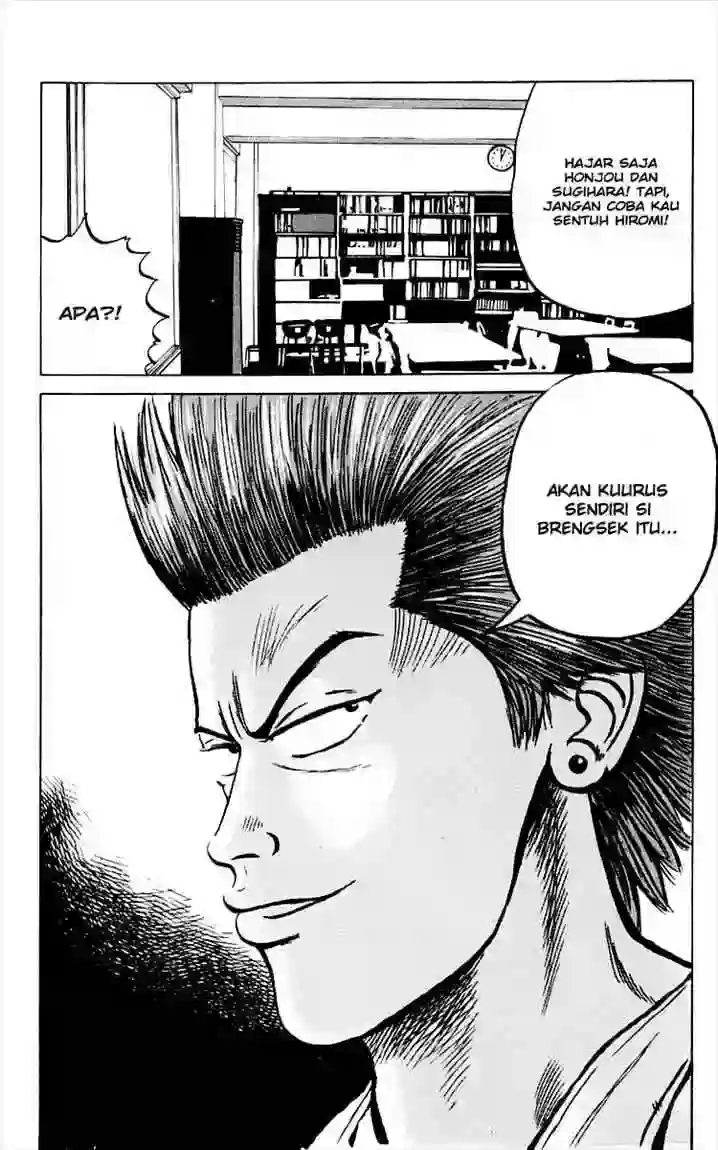 HAJAR SAJA
HONJOU DAN
SUGIHARA! TAPI,
JANGAN COBA KAU
SENTUH HIROMI!
APA?!
AKAN KUURUS
SENDIRI SI
BRENGSEK ITU...